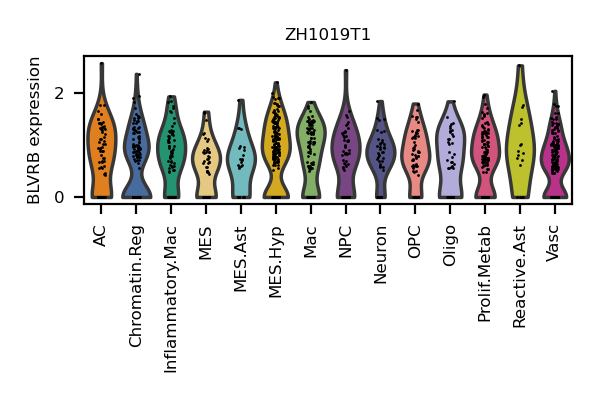 ZH1019T1
BLVRB expression
2
0
AC
Chromatin.Reg
Inflammatory.Mac
MES
MES.Ast
MES.Hyp
Mac
NPC
Neuron
OPC
Oligo
Prolif.Metab
Reactive.Ast
Vasc